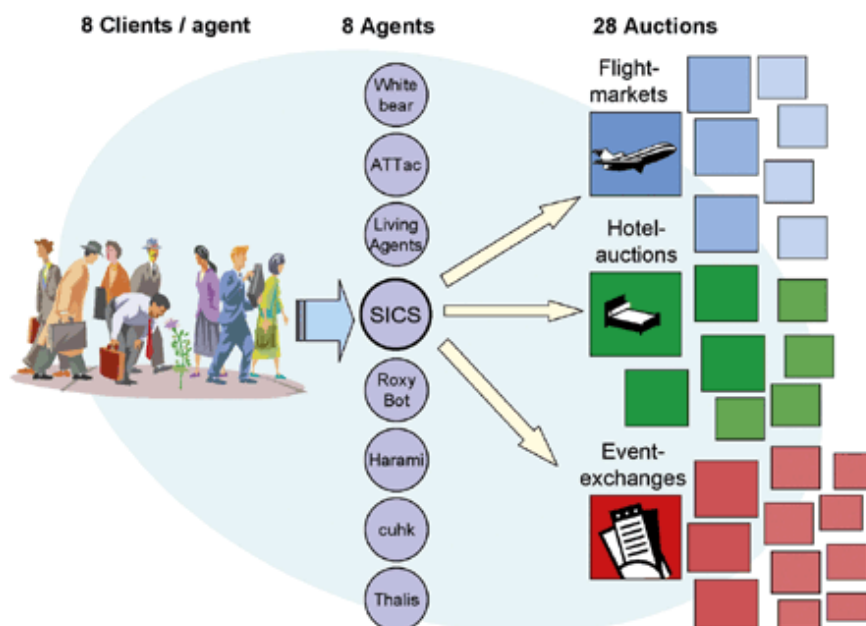 8 Clients / agent
8 Agents
28 Auctions
White
bear
ATTac
Living
Agents
SICS
Roxy
Bot
Harami
cuhk
Thalis
Flight-
markets
Hotel-
auctions
Event-
exchanges